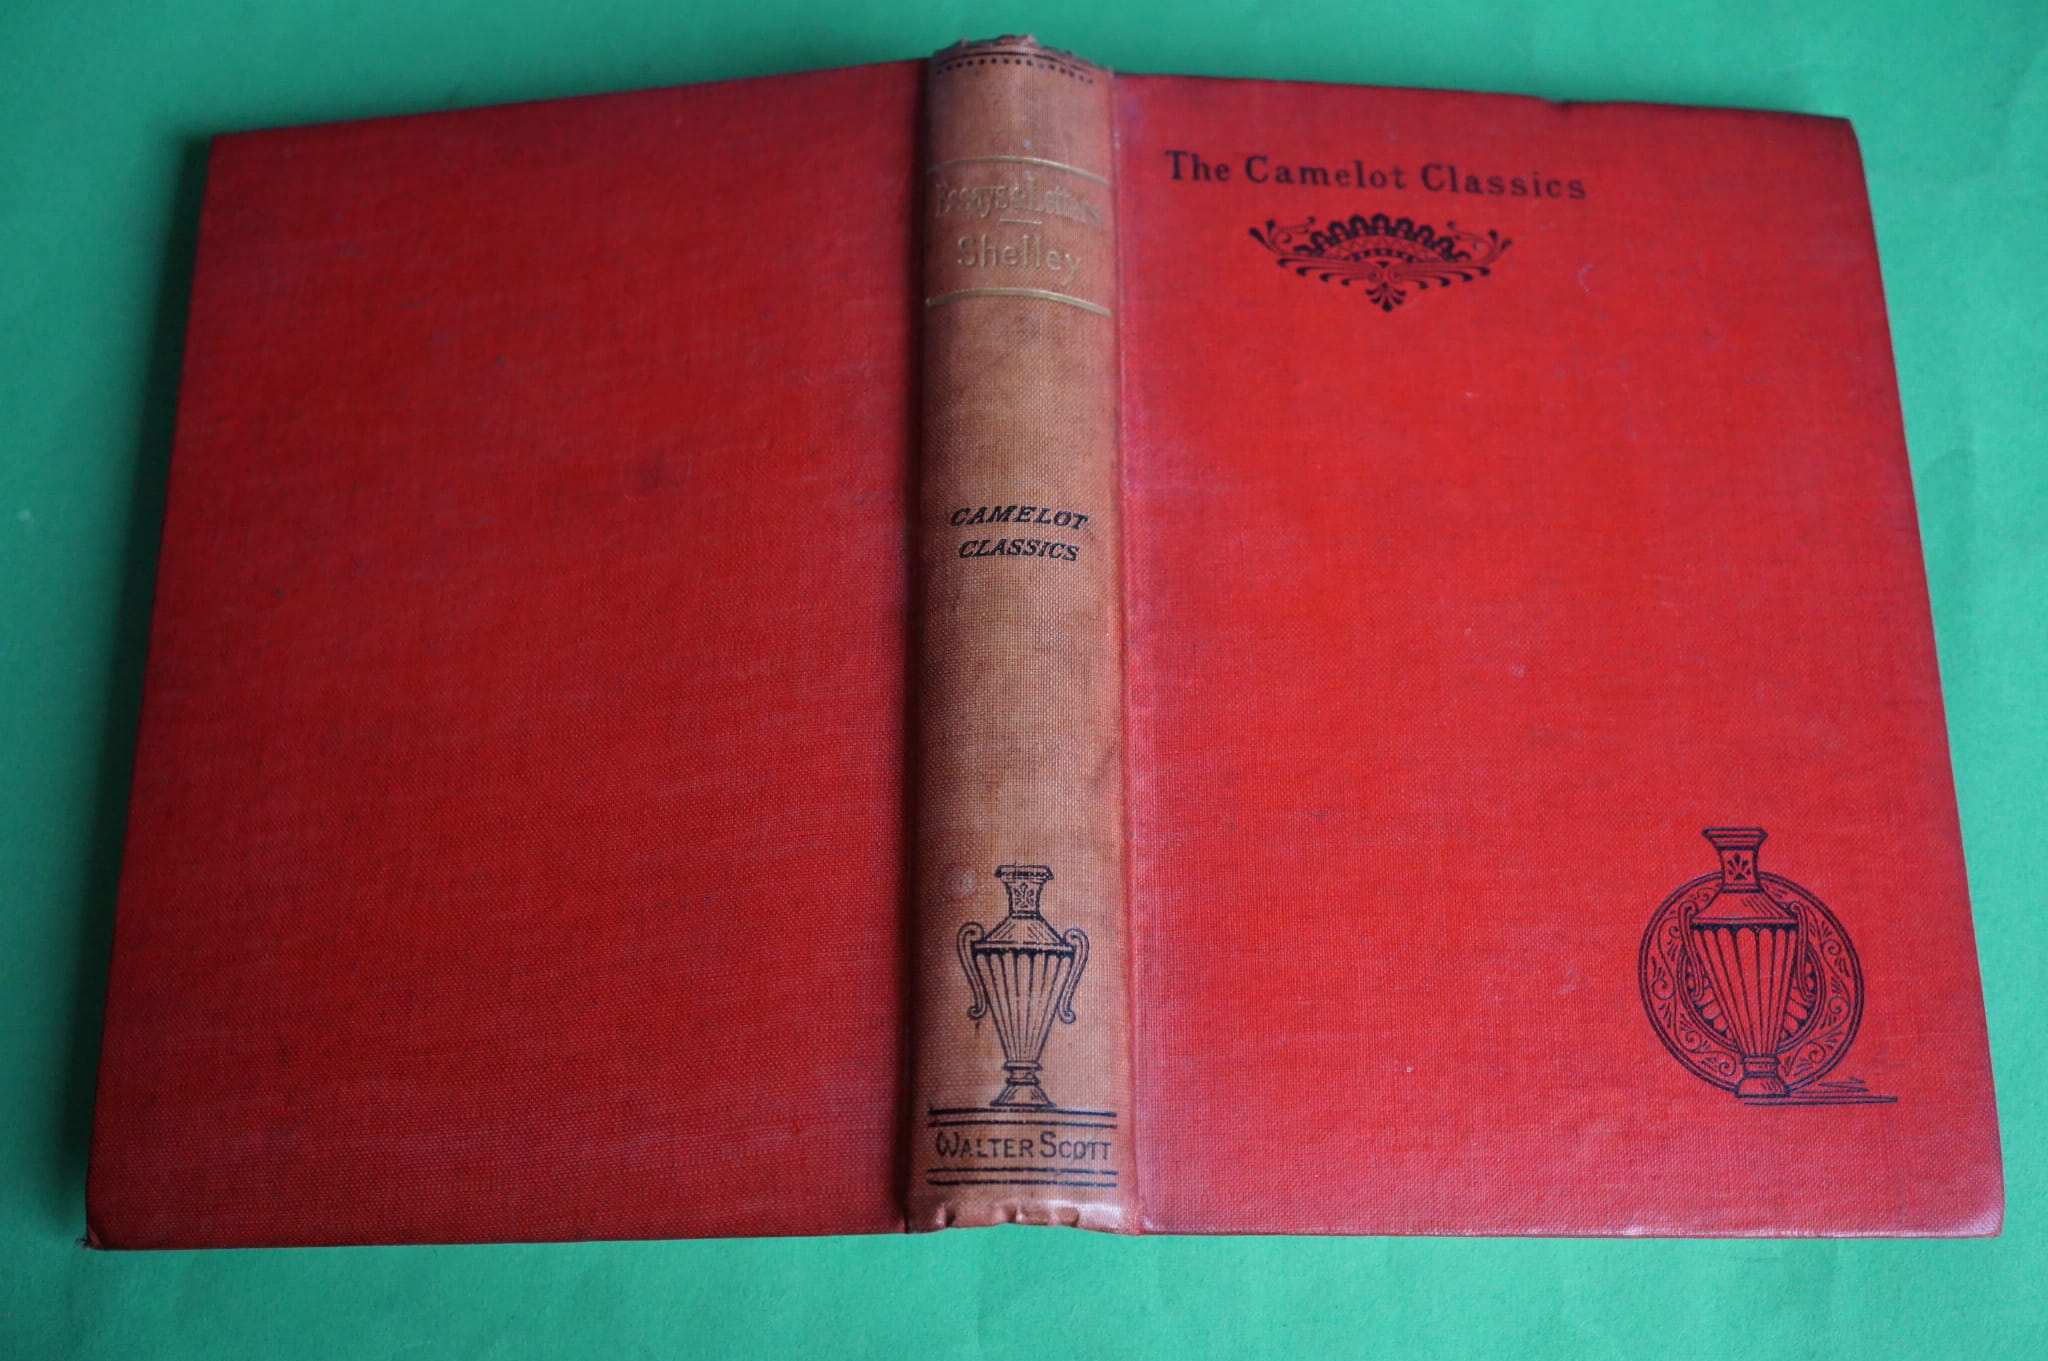 Essays & Letters
Shelley
CAMELOT
CLASSICS
WALTER SCOTT
The Camelot Classics